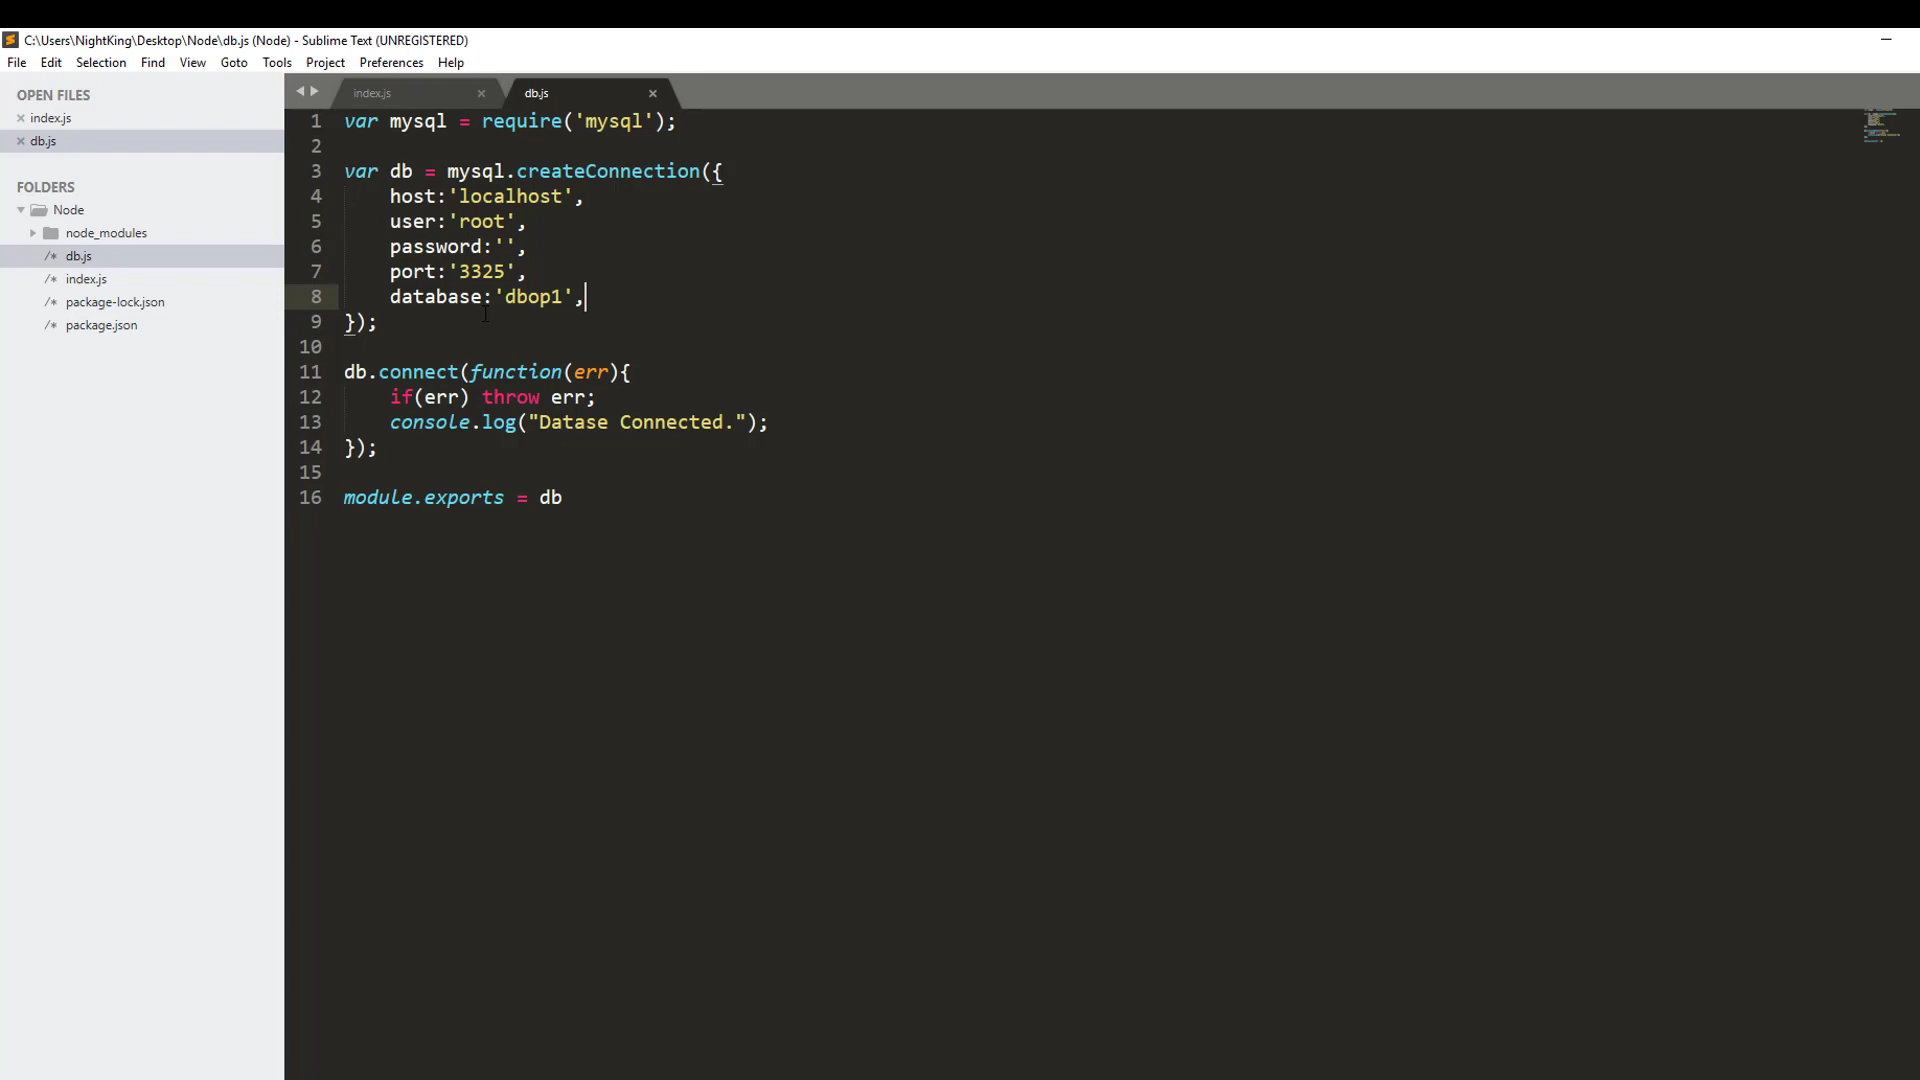 C:\Users\NightKing\Desktop\Node\db.js (Node) - Sublime Text (UNREGISTERED)
File Edit Selection Find View Goto Tools Project Preferences Help
OPEN FILES
index.js
db.js
FOLDERS
Node
node_modules
/* db.js
/* index.js
/* package-lock.json
/* package.json
index.js db.js
1 var mysql = require('mysql');
2
3 var db = mysql.createConnection({
4     host:'localhost',
5     user:'root',
6     password:'',
7     port:'3325',
8     database:'dbop1',
9 });
10
11 db.connect(function(err){
12     if(err) throw err;
13     console.log("Datase Connected.");
14 });
15
16 module.exports = db